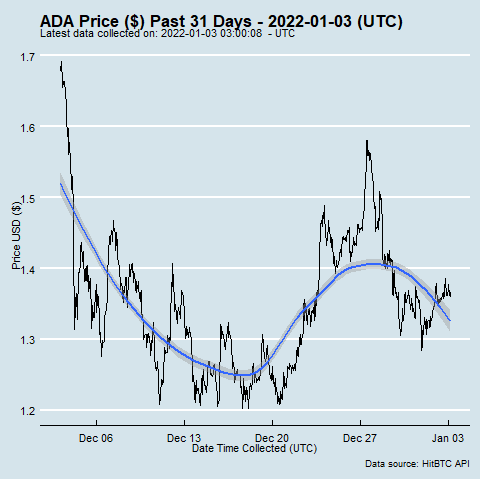 ADA Price ($) Past 31 Days - 2022-01-03 (UTC)
Latest data collected on: 2022-01-03 03:00:08  - UTC
1.7
1.6
1.5
1.4
1.3
1.2
Price USD ($)
Dec 06
Dec 13
Dec 20
Dec 27
Jan 03
Date Time Collected (UTC)
Data source: HitBTC API